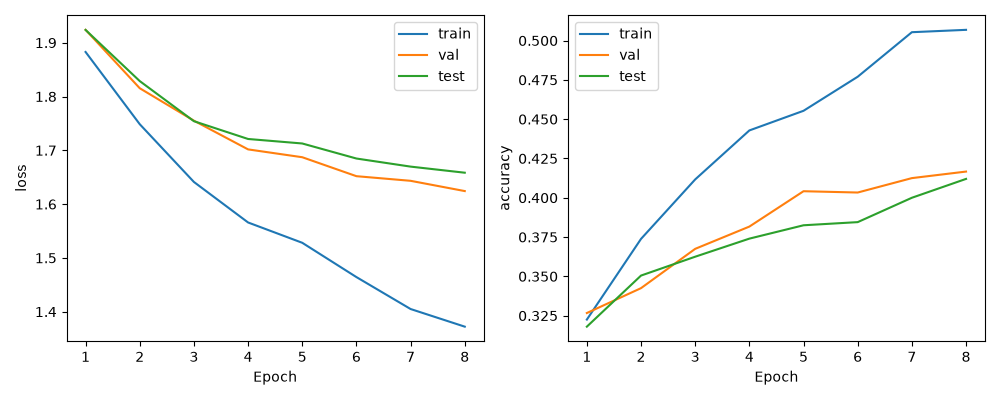 1.9
1.8
1.7
1.6
1.5
1.4
loss
1 2 3 4 5 6 7 8
Epoch
train
val
test
0.500
0.475
0.450
0.425
0.400
0.375
0.350
0.325
accuracy
1 2 3 4 5 6 7 8
Epoch
train
val
test